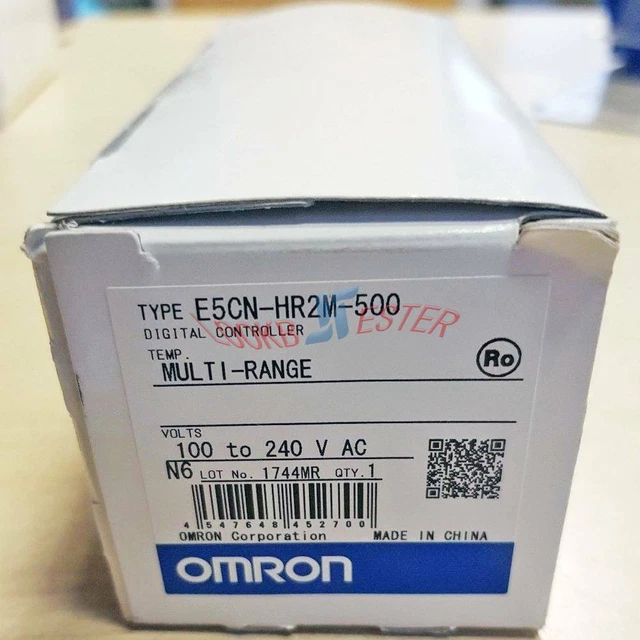 TYPE E5CN-HR2M-500
DIGITAL CONTROLLER
TEMP.
MULTI-RANGE
Ro
VOLTS
100 to 240 V AC
N6 LOT No. 1744MR QTY.1
4 547648 452700
OMRON Corporation MADE IN CHINA
OMRON